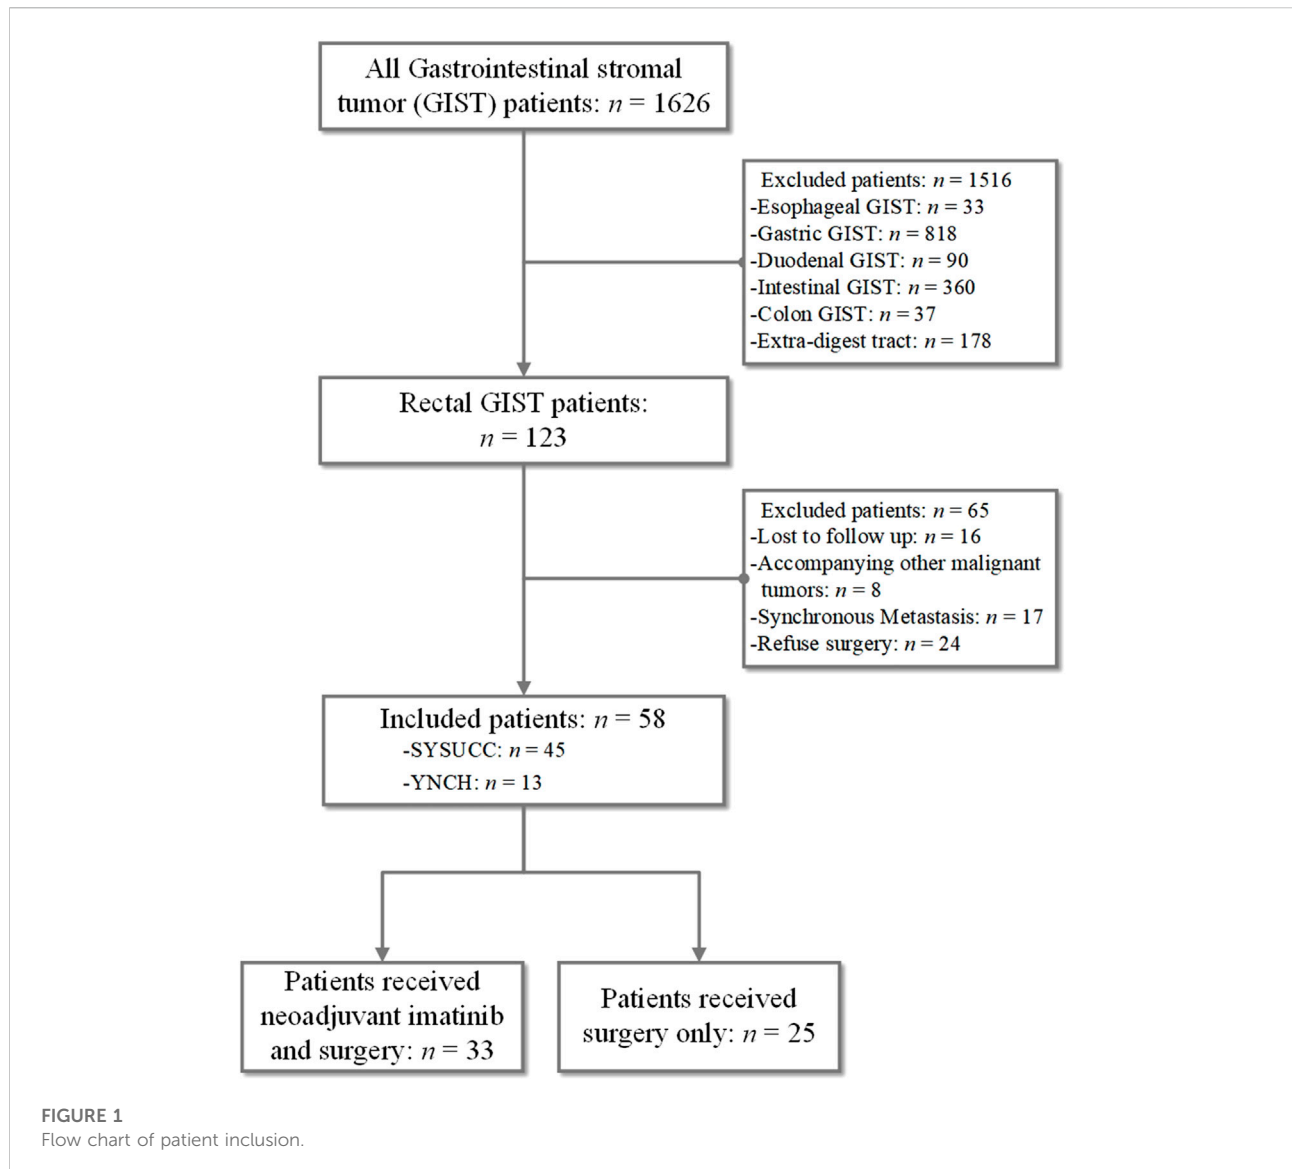 All Gastrointestinal stromal
tumor (GIST) patients: n = 1626
Excluded patients: n = 1516
-Esophageal GIST: n = 33
-Gastric GIST: n = 818
-Duodenal GIST: n = 90
-Intestinal GIST: n = 360
-Colon GIST: n = 37
-Extra-digest tract: n = 178
Rectal GIST patients:
n = 123
Excluded patients: n = 65
-Lost to follow up: n = 16
-Accompanying other malignant
tumors: n = 8
-Synchronous Metastasis: n = 17
-Refuse surgery: n = 24
Included patients: n = 58
-SYSUCC: n = 45
-YNCH: n = 13
Patients received
neoadjuvant imatinib
and surgery: n = 33
Patients received
surgery only: n = 25
FIGURE 1
Flow chart of patient inclusion.